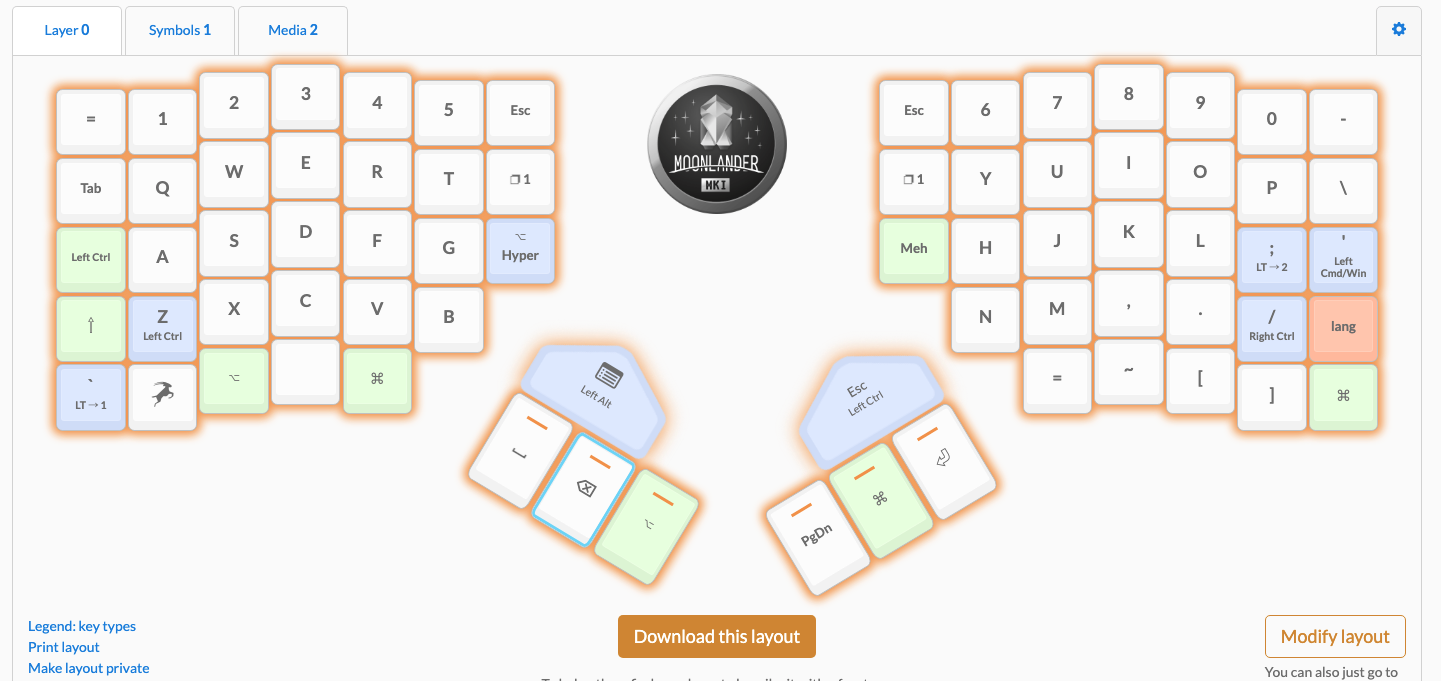 Layer 0 Symbols 1 Media 2
= 1 2 3 4 5 Esc
Esc 6 7 8 9 0 -
MOONLANDER
MKI
Tab Q W E R T 1
1 Y U I O P \
Left Ctrl A S D F G ⌥ Hyper
Meh H J K L ; LT → 2 ' Left Cmd/Win
Z Left Ctrl X C V B
N M , . / Right Ctrl lang
` LT → 1 ⌥ ⌘
= ~ [ ] ⌘
Left Alt
⌥
Esc
Left Ctrl
PgDn ⌘
Legend: key types
Print layout
Make layout private
Download this layout
Modify layout
You can also just go to